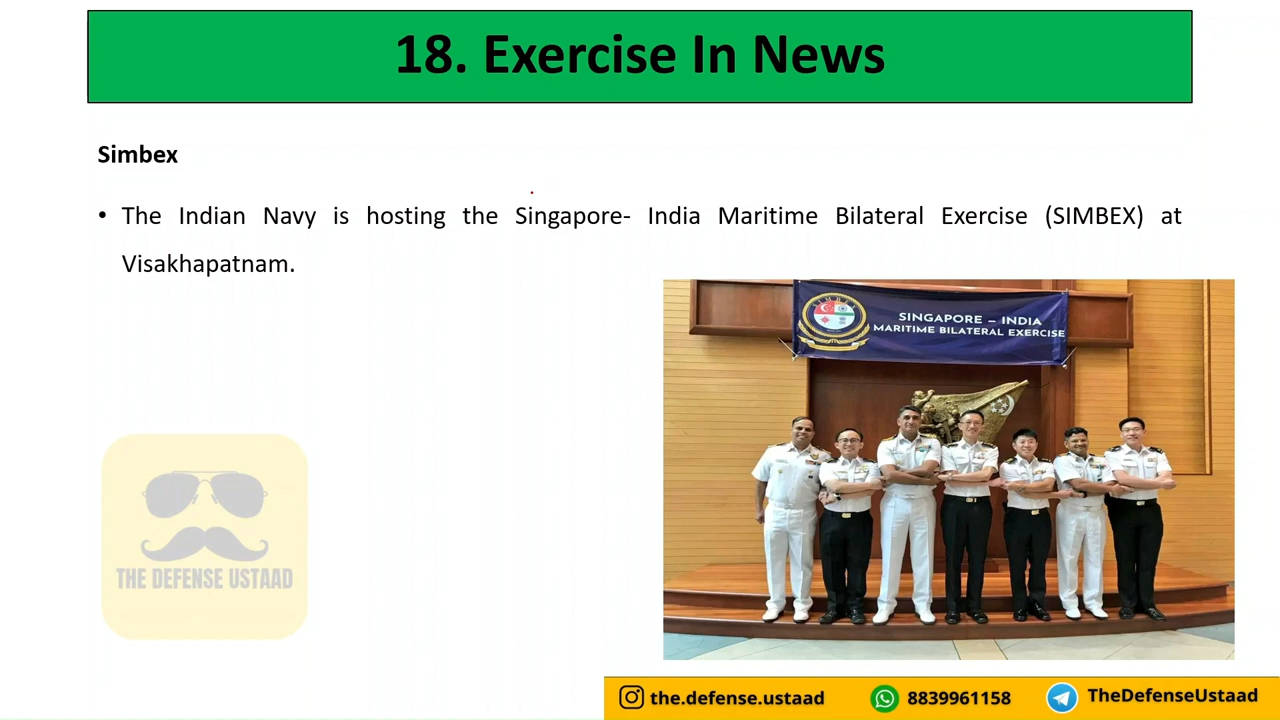 18. Exercise In News
Simbex
• The Indian Navy is hosting the Singapore- India Maritime Bilateral Exercise (SIMBEX) at
Visakhapatnam.
SINGAPORE – INDIA
MARITIME BILATERAL EXERCISE
THE DEFENSE USTAAD
the.defense.ustaad
8839961158
TheDefenseUstaad